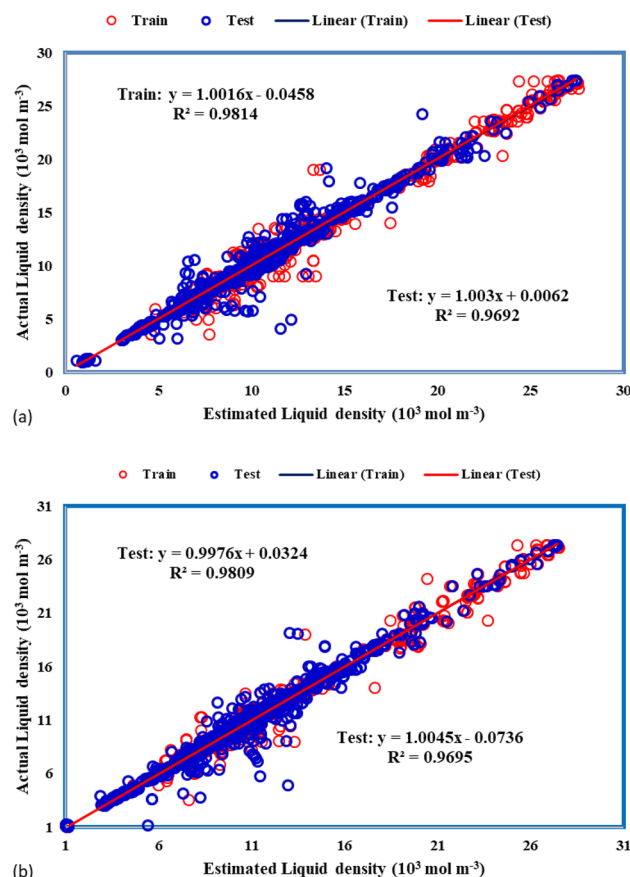 Train Test Linear (Train) Linear (Test)
30
25
20
15
10
5
0
Actual Liquid density (10³ mol m⁻³)
Train: y = 1.0016x - 0.0458
R² = 0.9814
Test: y = 1.003x + 0.0062
R² = 0.9692
0 5 10 15 20 25 30
Estimated Liquid density (10³ mol m⁻³)
(a)
Train Test Linear (Train) Linear (Test)
31
26
21
16
11
6
1
Actual Liquid density (10³ mol m⁻³)
Test: y = 0.9976x + 0.0324
R² = 0.9809
Test: y = 1.0045x - 0.0736
R² = 0.9695
1 6 11 16 21 26 31
Estimated Liquid density (10³ mol m⁻³)
(b)